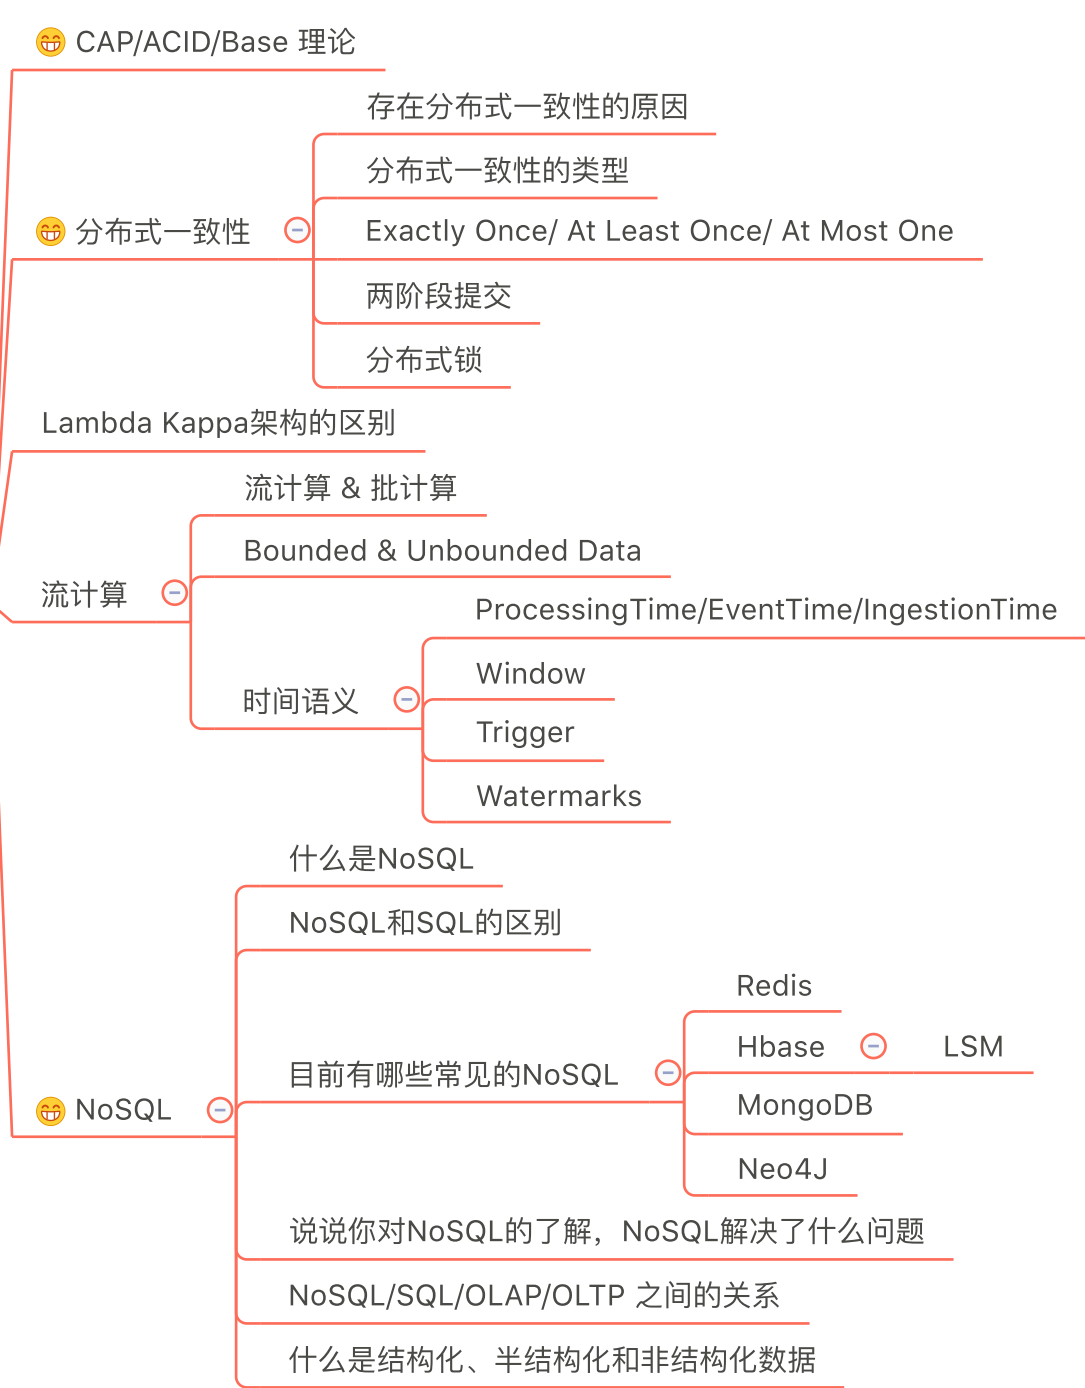 CAP/ACID/Base 理论
存在分布式一致性的原因
分布式一致性的类型
分布式一致性
Exactly Once/ At Least Once/ At Most One
两阶段提交
分布式锁
Lambda Kappa架构的区别
流计算 & 批计算
Bounded & Unbounded Data
流计算
ProcessingTime/EventTime/IngestionTime
Window
时间语义
Trigger
Watermarks
什么是NoSQL
NoSQL和SQL的区别
Redis
Hbase
LSM
目前有哪些常见的NoSQL
MongoDB
NoSQL
Neo4J
说说你对NoSQL的了解，NoSQL解决了什么问题
NoSQL/SQL/OLAP/OLTP 之间的关系
什么是结构化、半结构化和非结构化数据